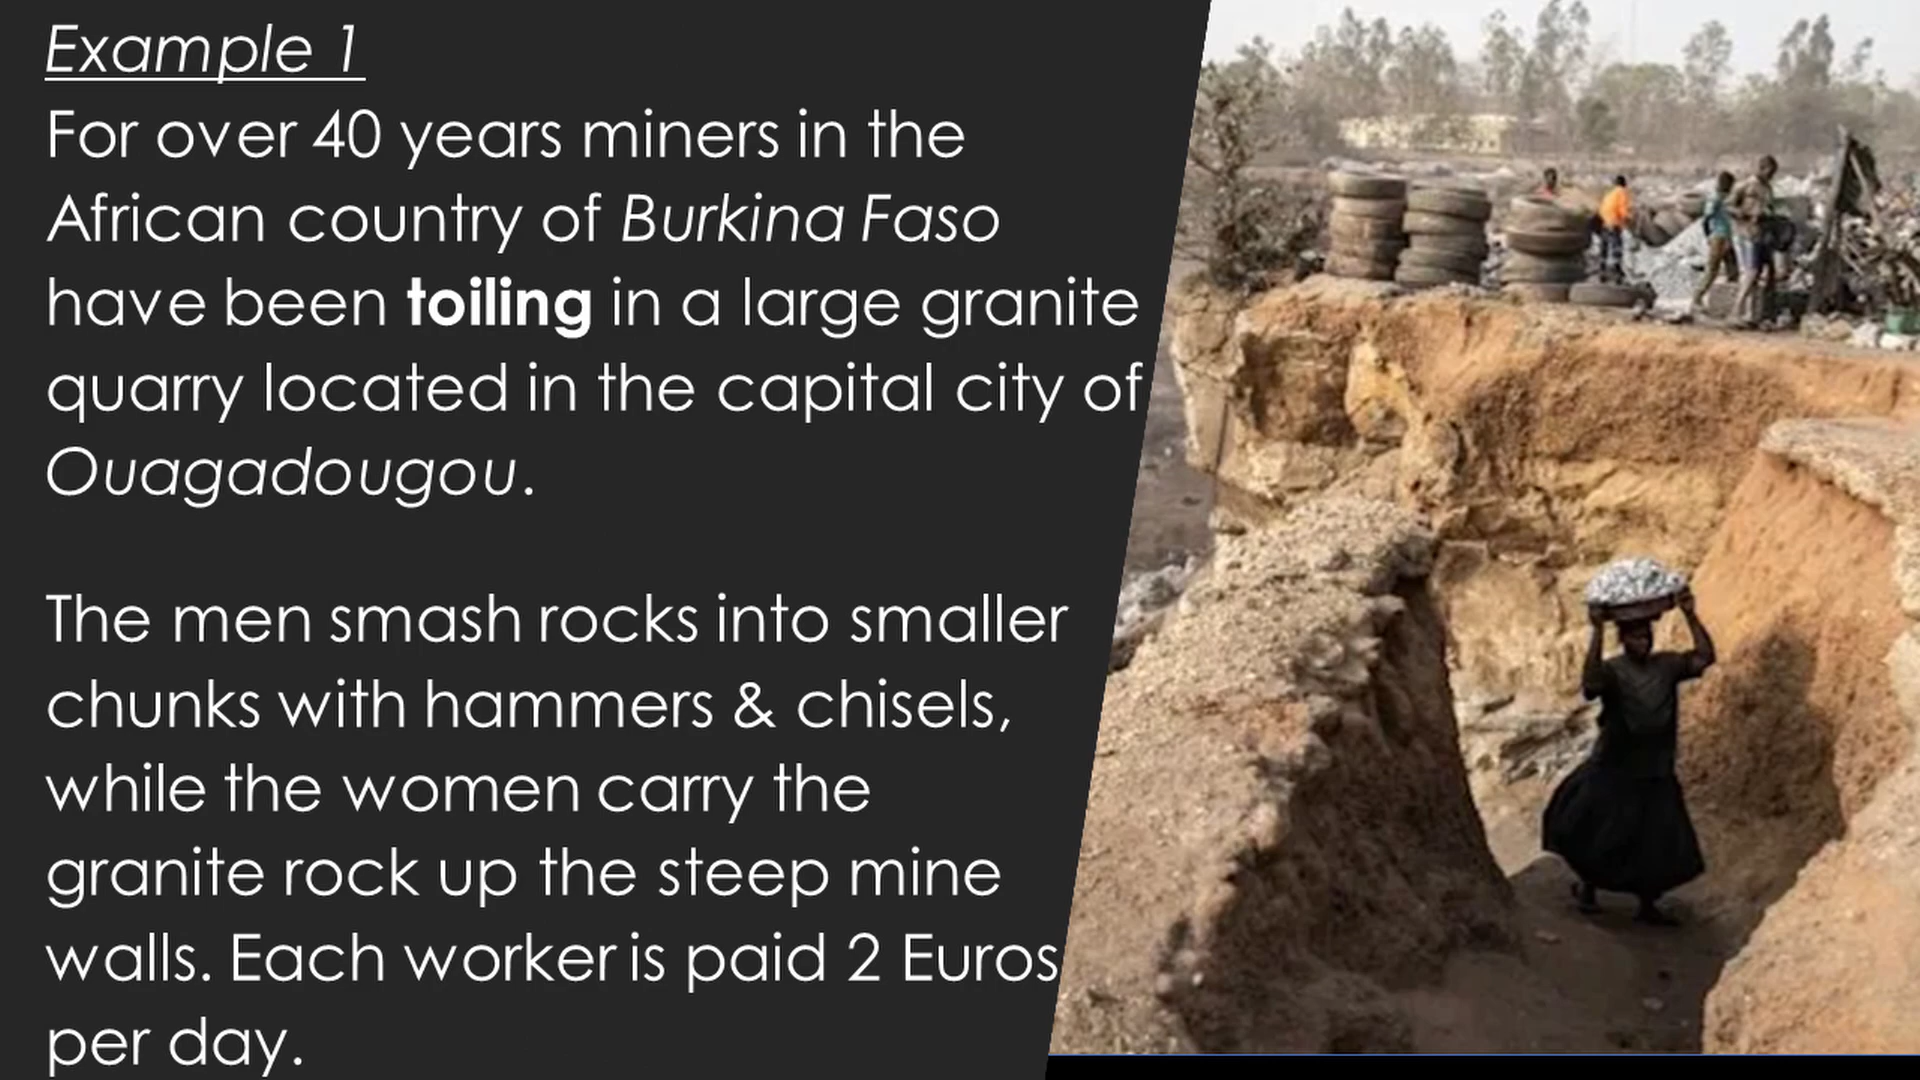 Example 1
For over 40 years miners in the
African country of Burkina Faso
have been toiling in a large granite
quarry located in the capital city of
Ouagadougou.
The men smash rocks into smaller
chunks with hammers & chisels,
while the women carry the
granite rock up the steep mine
walls. Each worker is paid 2 Euros
per day.